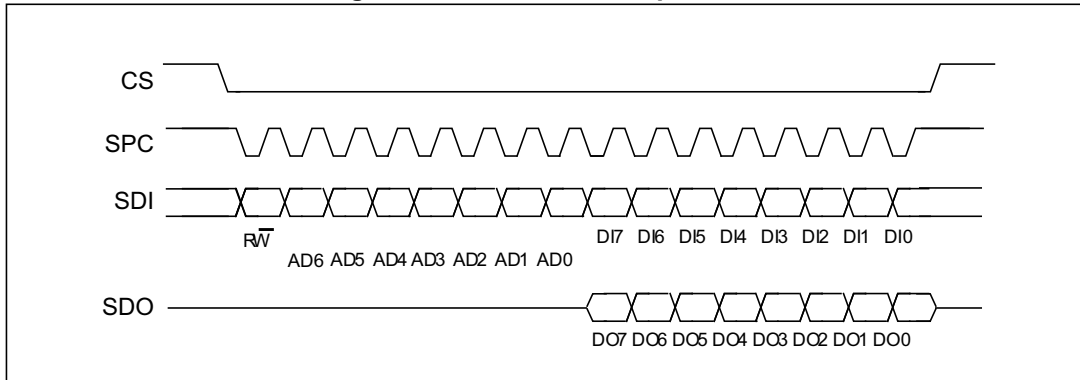 CS
SPC
SDI
RW
DI7 DI6 DI5 DI4 DI3 DI2 DI1 DI0
AD6 AD5 AD4 AD3 AD2 AD1 AD0
SDO
DO7 DO6 DO5 DO4 DO3 DO2 DO1 DO0